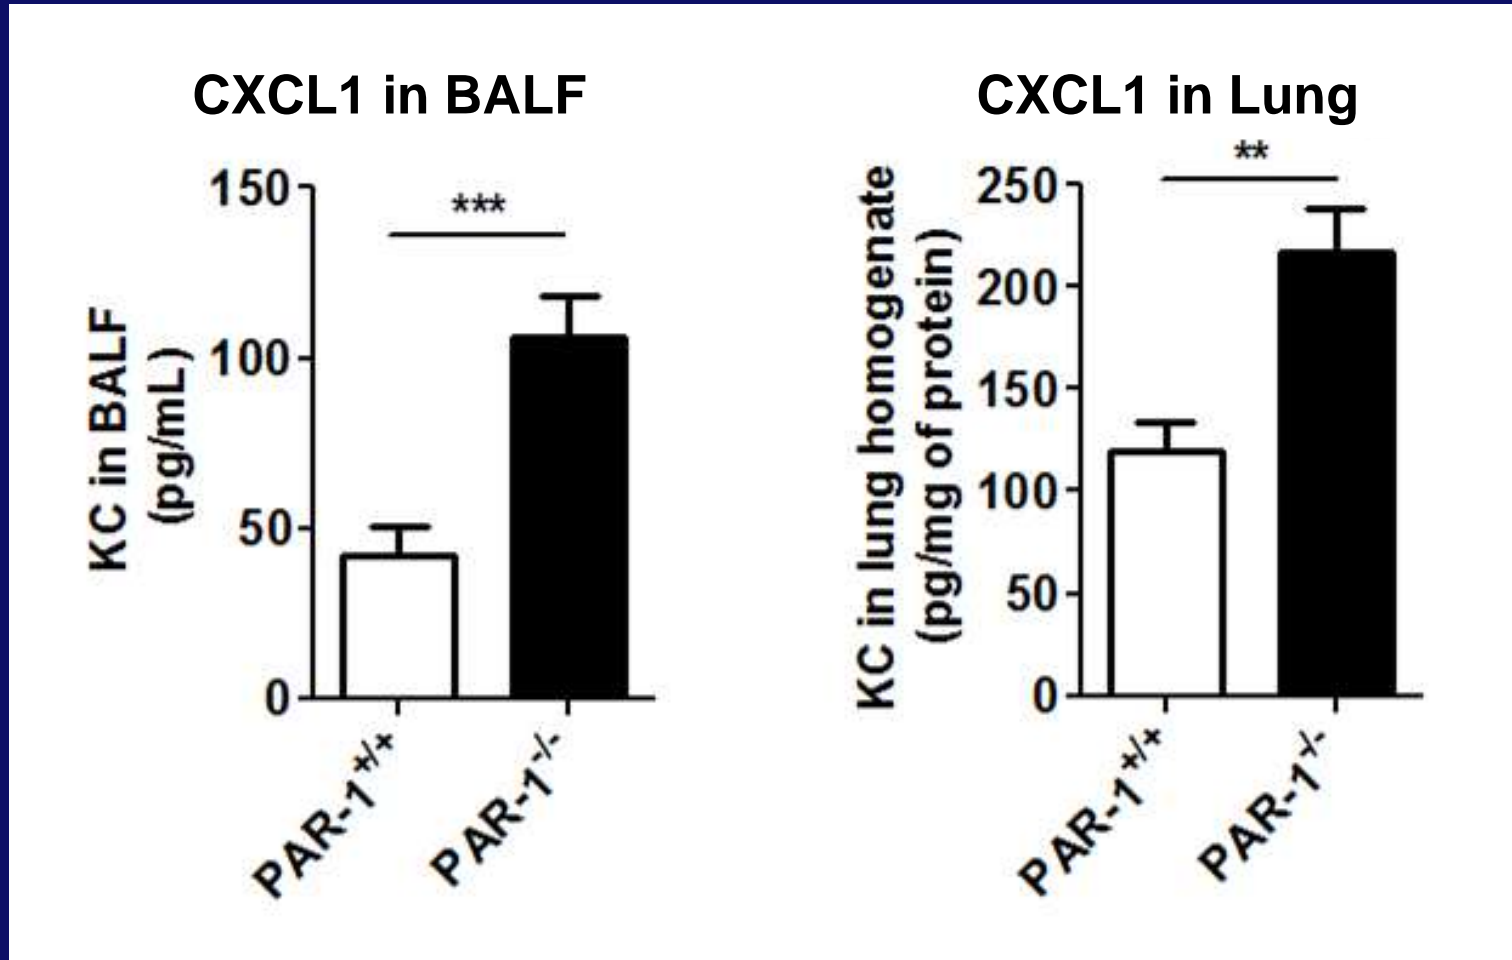 CXCL1 in BALF
KC in BALF
(pg/mL)
150
100
50
0
***
PAR-1+/+
PAR-1-/-
CXCL1 in Lung
KC in lung homogenate
(pg/mg of protein)
250
200
150
100
50
0
**
PAR-1+/+
PAR-1-/-